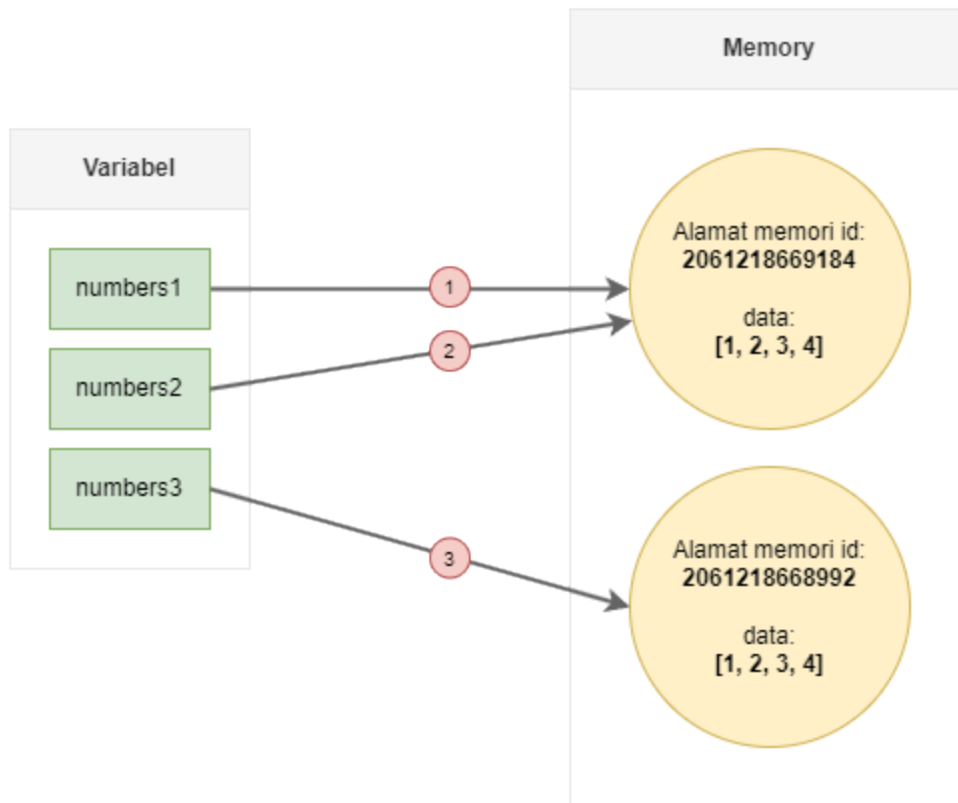 Memory
Variabel
numbers1
numbers2
numbers3
1
2
3
Alamat memori id:
2061218669184
data:
[1, 2, 3, 4]
Alamat memori id:
2061218668992
data:
[1, 2, 3, 4]